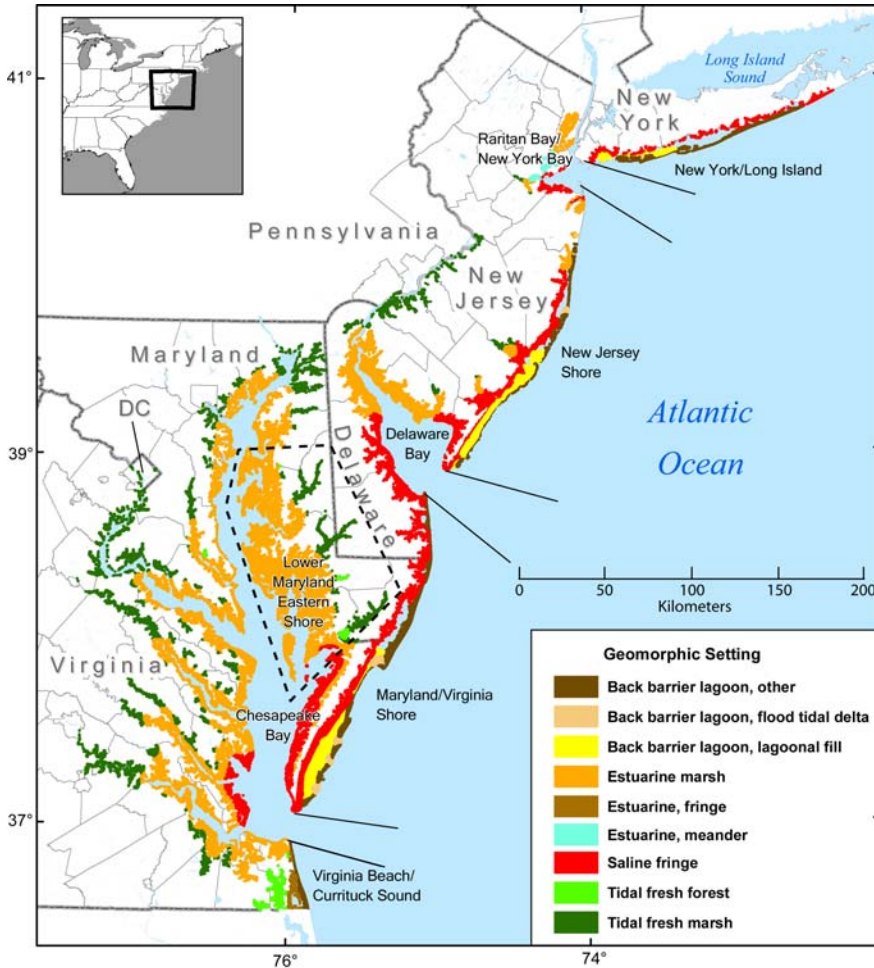 41°
39°
37°
76°
74°
Long Island
Sound
New
York
Raritan Bay/
New York Bay
New York/Long Island
Pennsylvania
New
Jersey
New Jersey
Shore
Maryland
DC
Delaware
Delaware
Bay
Atlantic
Ocean
Lower
Maryland
Eastern
Shore
Virginia
Chesapeake
Bay
Maryland/Virginia
Shore
Virginia Beach/
Currituck Sound
0 50 100 150 200
Kilometers
Geomorphic Setting
Back barrier lagoon, other
Back barrier lagoon, flood tidal delta
Back barrier lagoon, lagoonal fill
Estuarine marsh
Estuarine, fringe
Estuarine, meander
Saline fringe
Tidal fresh forest
Tidal fresh marsh